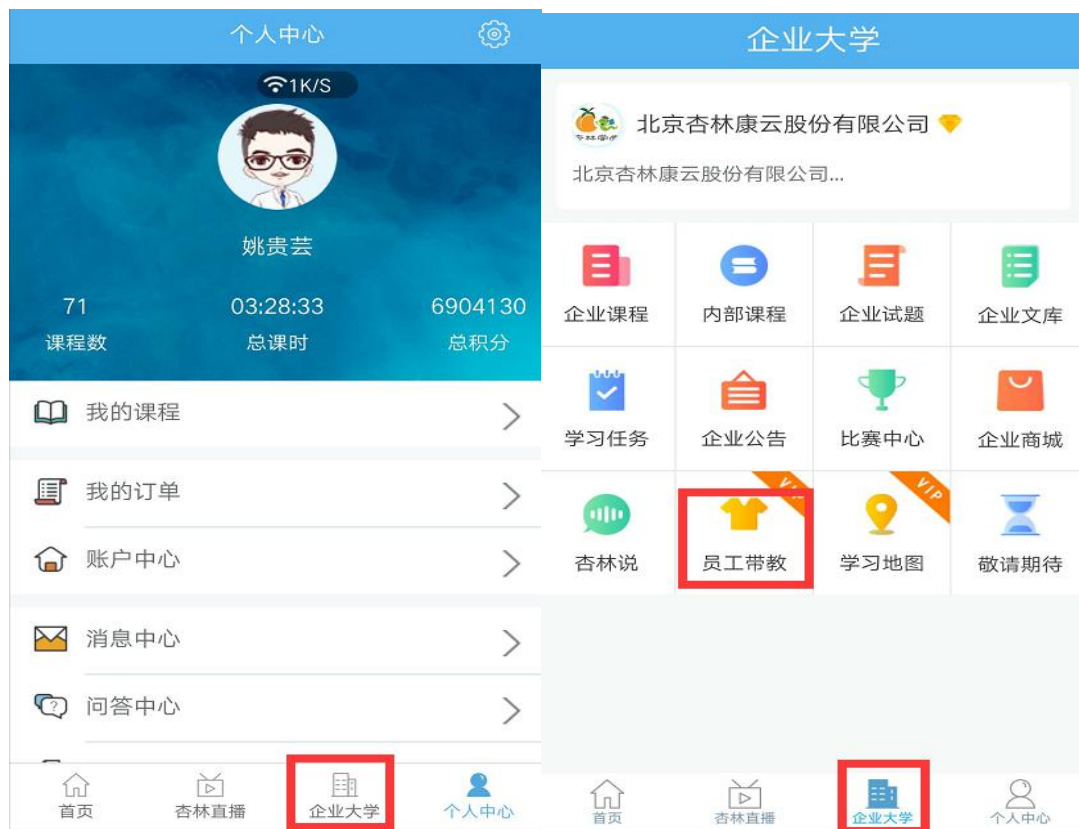 个人中心
1K/S
姚贵芸
71
03:28:33
6904130
课程数
总课时
总积分
我的课程
我的订单
账户中心
消息中心
问答中心
首页
杏林直播
企业大学
个人中心
企业大学
北京杏林康云股份有限公司
北京杏林康云股份有限公司...
企业课程
内部课程
企业试题
企业文库
学习任务
企业公告
比赛中心
企业商城
VIP
杏林说
员工带教
学习地图
敬请期待
首页
杏林直播
企业大学
个人中心